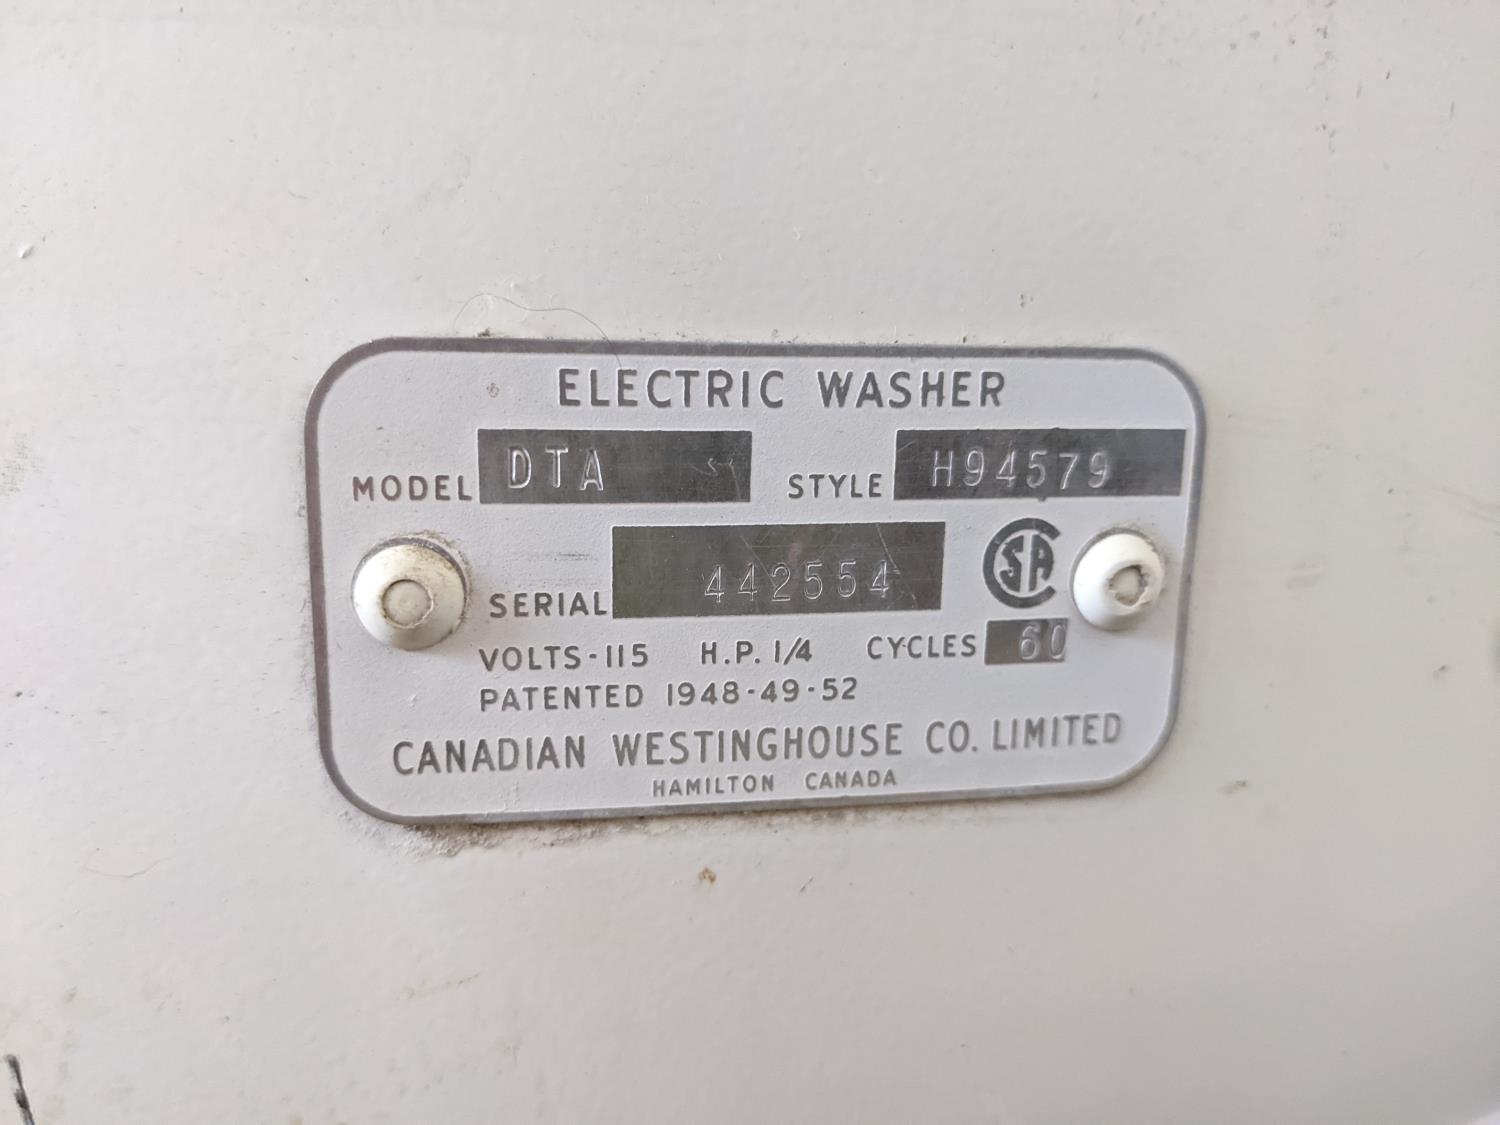 ELECTRIC WASHER
MODEL DTA STYLE H94579
SERIAL 442554 CSA
VOLTS-115 H.P. 1/4 CYCLES 60
PATENTED 1948-49-52
CANADIAN WESTINGHOUSE CO. LIMITED
HAMILTON CANADA